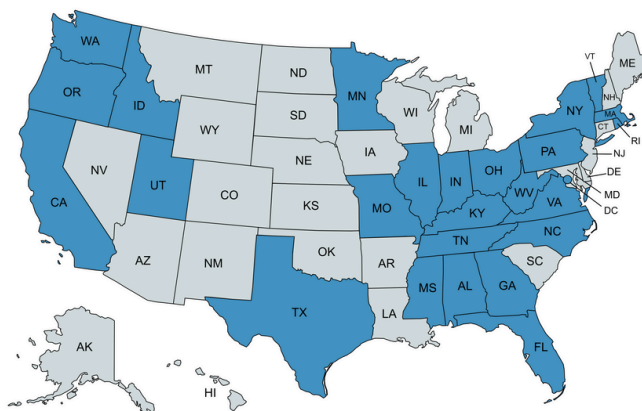 WA
MT
ND
MN
VT
ME
OR
ID
SD
WI
MI
NY
NH
MA
CT
RI
WY
IA
PA
NJ
NV
UT
NE
IL
IN
OH
DE
CA
CO
KS
MO
WV
VA
MD
KY
DC
AZ
NM
OK
AR
TN
NC
SC
TX
MS
AL
GA
LA
FL
AK
HI